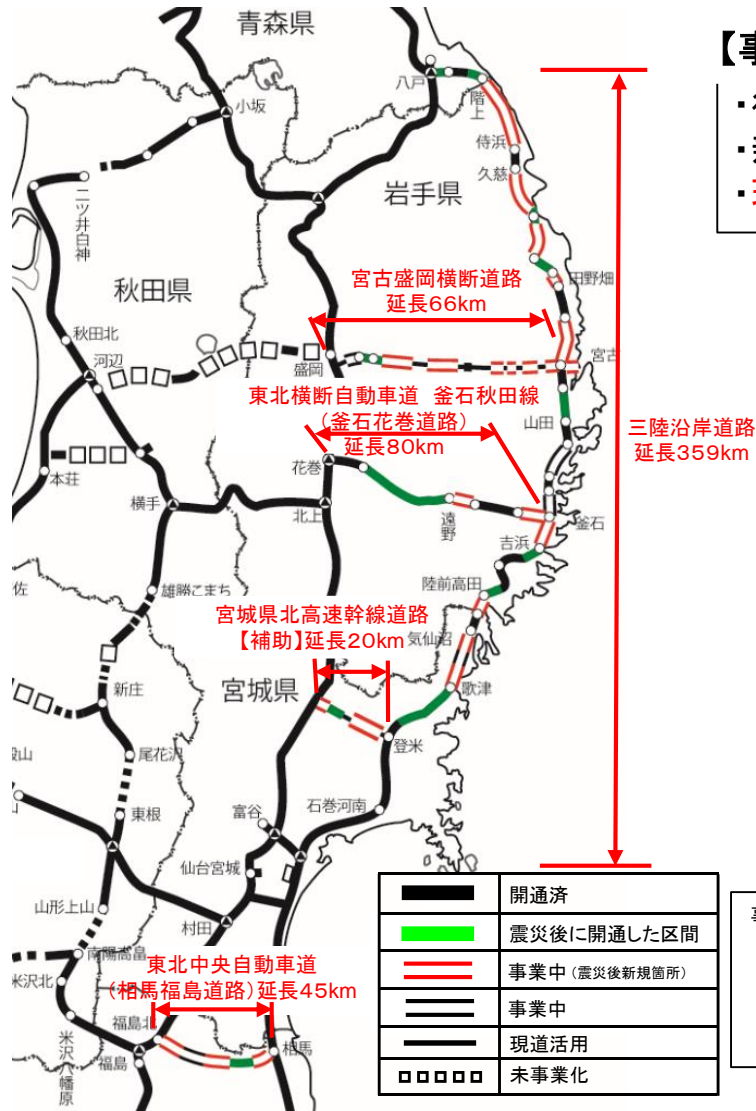 青森県
【事
八戸
階上
小坂
侍浜
久慈
岩手県
二ツ井白神
秋田県
宮古盛岡横断道路
延長66km
田野畑
秋田北
河辺
盛岡
宮古
東北横断自動車道 釜石秋田線
(釜石花巻道路)
延長80km
山田
三陸沿岸道路
延長359km
本荘
花巻
横手
北上
遠野
釜石
吉浜
佐
雄勝こまち
陸前高田
宮城県北高速幹線道路
【補助】延長20km
気仙沼
新庄
宮城県
歌津
登米
尾花沢
東根
富谷
石巻河南
仙台宮城
山形上山
村田
南陽高畠
米沢北
東北中央自動車道
(相馬福島道路)延長45km
福島北
米沢八幡原
福島
相馬
開通済
震災後に開通した区間
事業中(震災後新規箇所)
事業中
現道活用
未事業化